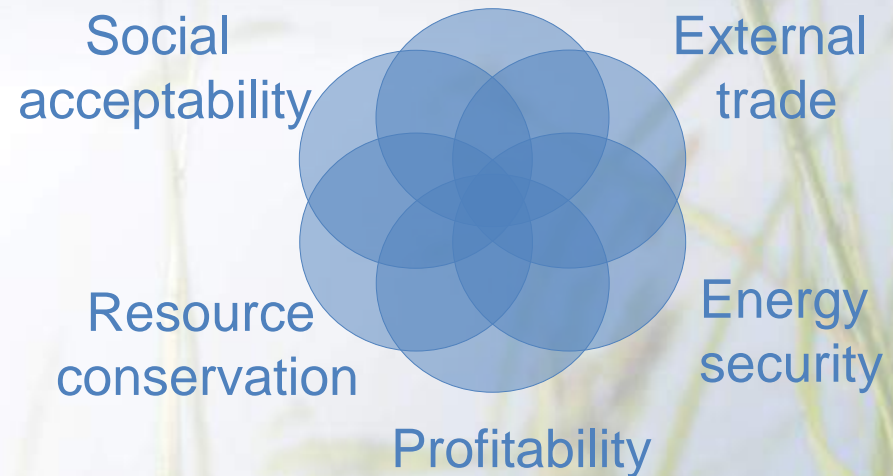 Social
acceptability
External
trade
Resource
conservation
Energy
security
Profitability